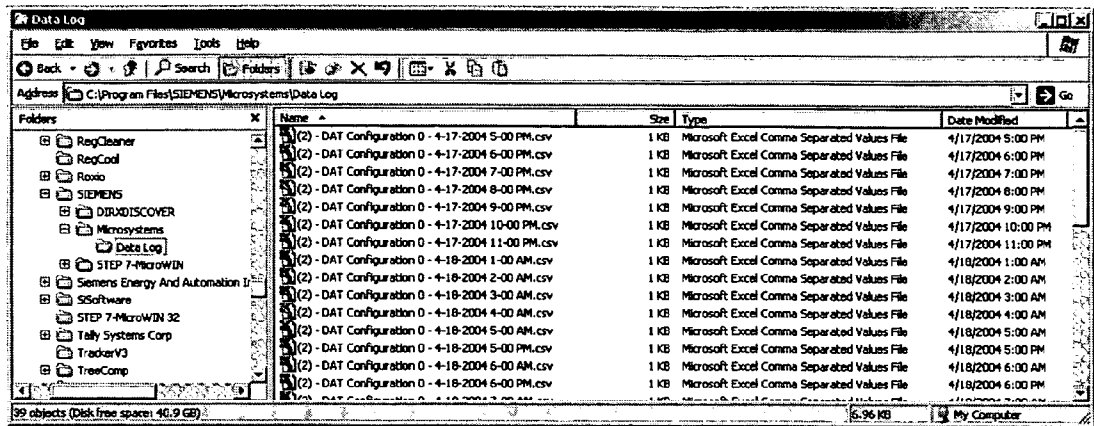 Data Log
File Edit View Favorites Tools Help
Back Search Folders
Address C:\Program Files\SIEMENS\Microsystems\Data Log Go
Folders
RegCleaner
RegCool
Roxio
SIEMENS
DIRXDISCOVER
Microsystems
Data Log
STEP 7-MicroWIN
Siemens Energy And Automation
SiSoftware
STEP 7-MicroWIN 32
Tally Systems Corp
TrackerV3
TreeComp
Name Size Type Date Modified
(2) - DAT Configuration 0 - 4-17-2004 5-00 PM.csv 1 KB Microsoft Excel Comma Separated Values File 4/17/2004 5:00 PM
(2) - DAT Configuration 0 - 4-17-2004 6-00 PM.csv 1 KB Microsoft Excel Comma Separated Values File 4/17/2004 6:00 PM
(2) - DAT Configuration 0 - 4-17-2004 7-00 PM.csv 1 KB Microsoft Excel Comma Separated Values File 4/17/2004 7:00 PM
(2) - DAT Configuration 0 - 4-17-2004 8-00 PM.csv 1 KB Microsoft Excel Comma Separated Values File 4/17/2004 8:00 PM
(2) - DAT Configuration 0 - 4-17-2004 9-00 PM.csv 1 KB Microsoft Excel Comma Separated Values File 4/17/2004 9:00 PM
(2) - DAT Configuration 0 - 4-17-2004 10-00 PM.csv 1 KB Microsoft Excel Comma Separated Values File 4/17/2004 10:00 PM
(2) - DAT Configuration 0 - 4-17-2004 11-00 PM.csv 1 KB Microsoft Excel Comma Separated Values File 4/17/2004 11:00 PM
(2) - DAT Configuration 0 - 4-18-2004 1-00 AM.csv 1 KB Microsoft Excel Comma Separated Values File 4/18/2004 1:00 AM
(2) - DAT Configuration 0 - 4-18-2004 2-00 AM.csv 1 KB Microsoft Excel Comma Separated Values File 4/18/2004 2:00 AM
(2) - DAT Configuration 0 - 4-18-2004 3-00 AM.csv 1 KB Microsoft Excel Comma Separated Values File 4/18/2004 3:00 AM
(2) - DAT Configuration 0 - 4-18-2004 4-00 AM.csv 1 KB Microsoft Excel Comma Separated Values File 4/18/2004 4:00 AM
(2) - DAT Configuration 0 - 4-18-2004 5-00 AM.csv 1 KB Microsoft Excel Comma Separated Values File 4/18/2004 5:00 AM
(2) - DAT Configuration 0 - 4-18-2004 5-00 PM.csv 1 KB Microsoft Excel Comma Separated Values File 4/18/2004 5:00 PM
(2) - DAT Configuration 0 - 4-18-2004 6-00 AM.csv 1 KB Microsoft Excel Comma Separated Values File 4/18/2004 6:00 AM
(2) - DAT Configuration 0 - 4-18-2004 6-00 PM.csv 1 KB Microsoft Excel Comma Separated Values File 4/18/2004 6:00 PM
39 objects (Disk free space: 40.9 GB) 6.96 KB My Computer